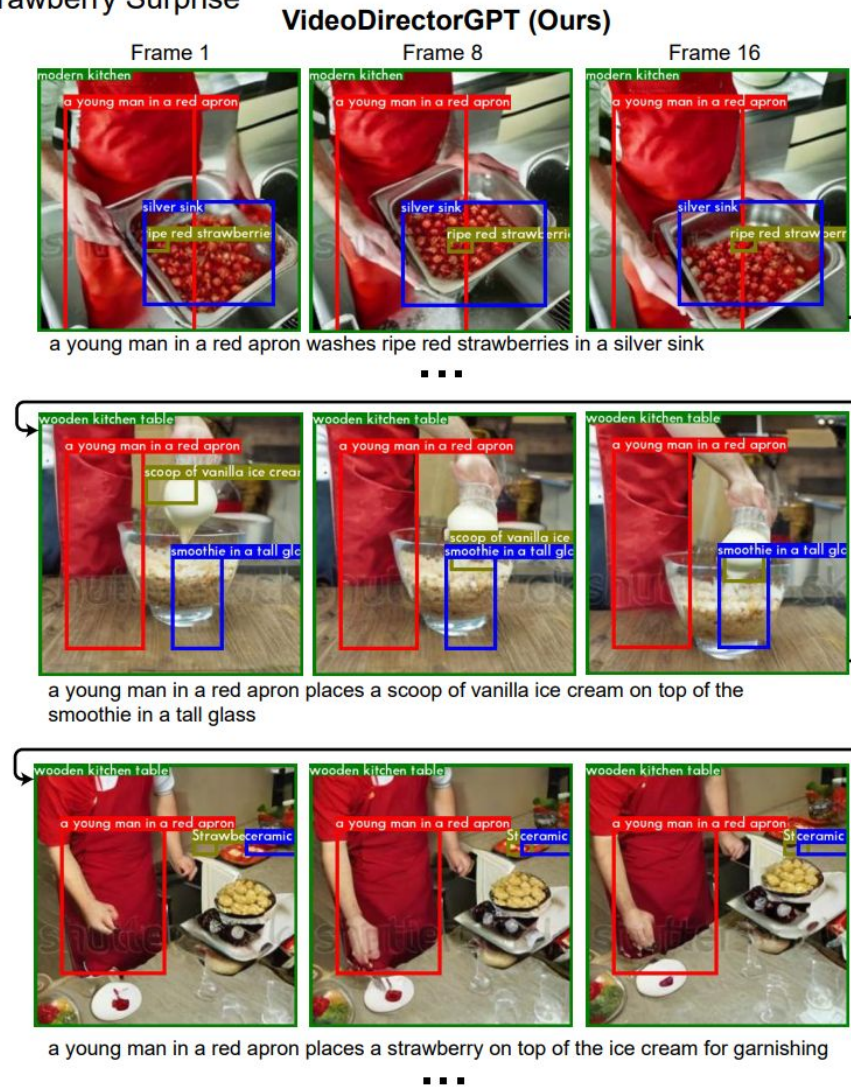 Strawberry Surprise
VideoDirectorGPT (Ours)
Frame 1 Frame 8 Frame 16
modern kitchen modern kitchen modern kitchen
a young man in a red apron a young man in a red apron a young man in a red apron
silver sink silver sink silver sink
ripe red strawberries ripe red strawberri ripe red strawberr
a young man in a red apron washes ripe red strawberries in a silver sink
...
wooden kitchen table wooden kitchen table wooden kitchen table
a young man in a red apron a young man in a red apron a young man in a red apron
scoop of vanilla ice crea
scoop of vanilla ice
smoothie in a tall gla smoothie in a tall gla smoothie in a tall gla
a young man in a red apron places a scoop of vanilla ice cream on top of the
smoothie in a tall glass
wooden kitchen table wooden kitchen table wooden kitchen table
a young man in a red apron a young man in a red apron a young man in a red apron
Strawbe ceramic St ceramic St ceramic
shutterstock
a young man in a red apron places a strawberry on top of the ice cream for garnishing
...